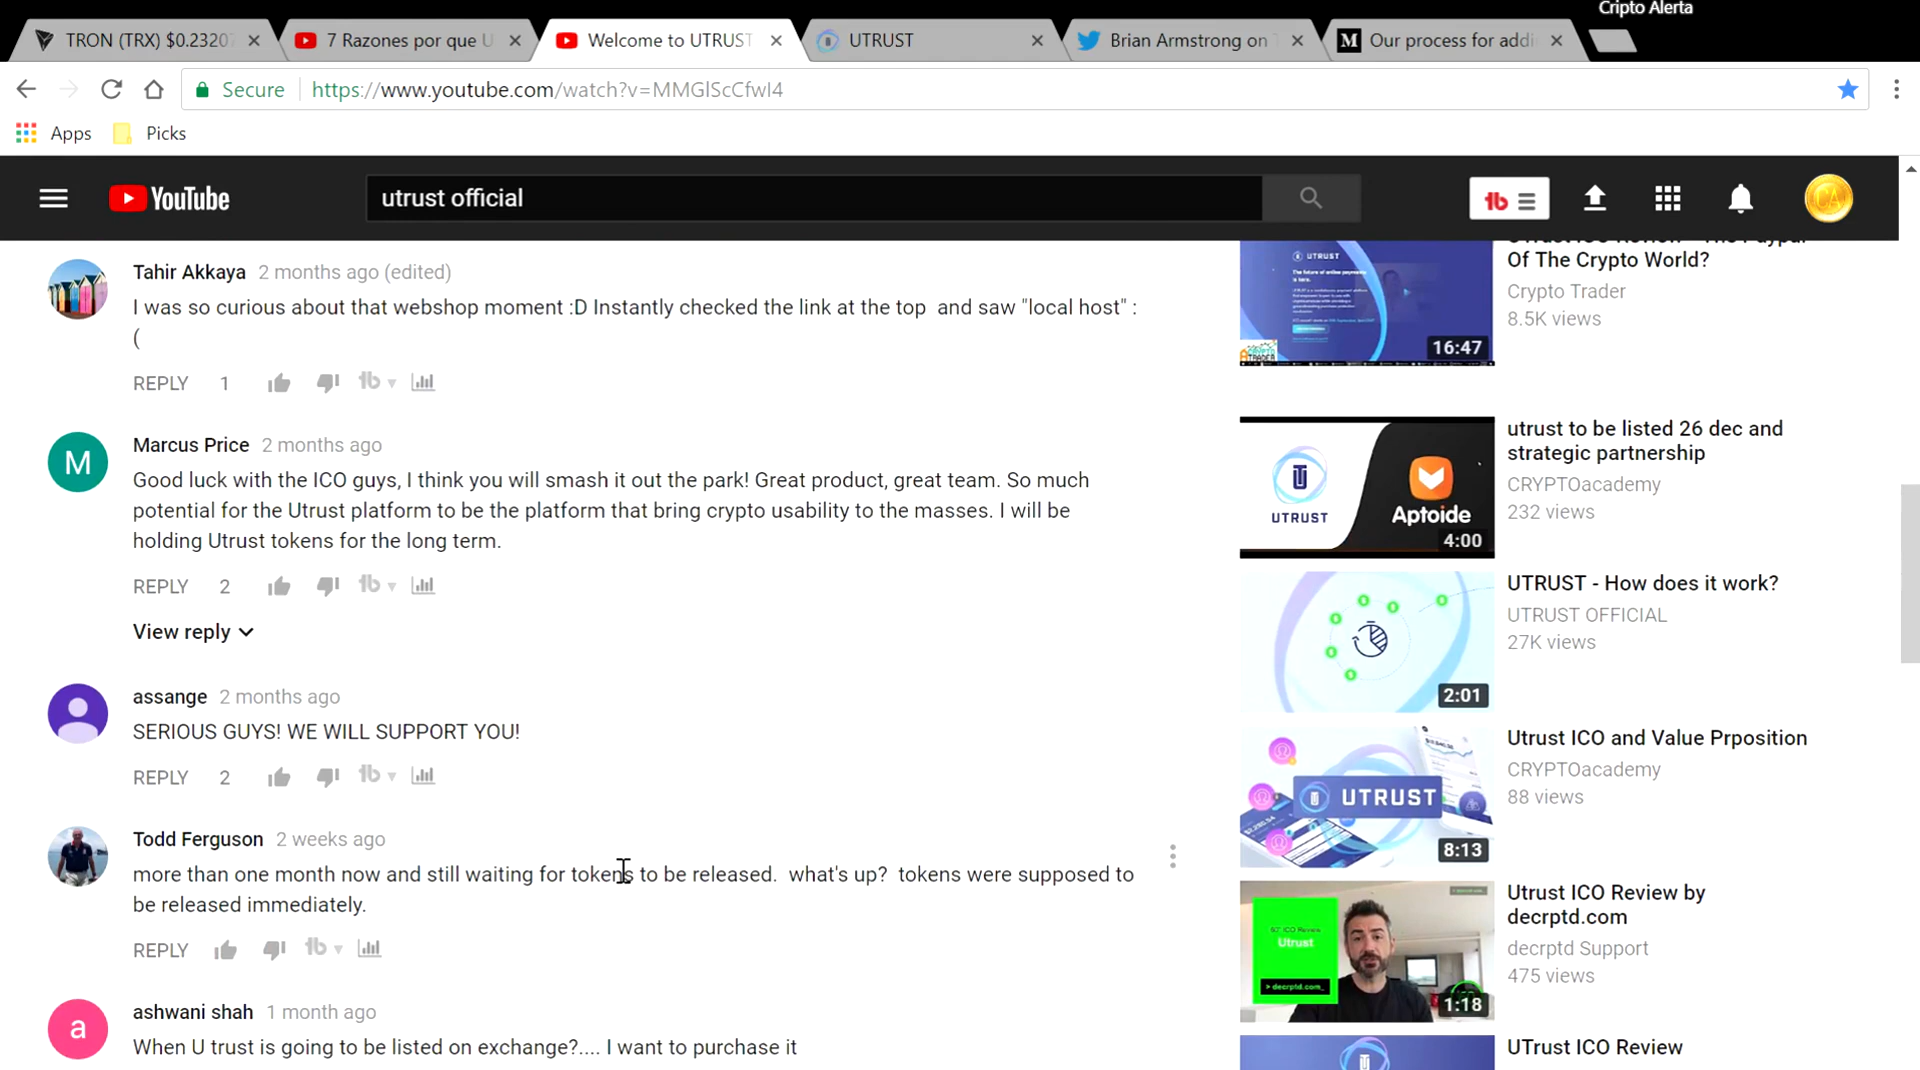 Cripto Alerta
TRON (TRX) $0.2320
7 Razones por que U
Welcome to UTRUST
UTRUST
Brian Armstrong on T
Our process for addi
Secure
https://www.youtube.com/watch?v=MMGlScCfwI4
Apps
Picks
YouTube
utrust official
Tahir Akkaya 2 months ago (edited)
I was so curious about that webshop moment :D Instantly checked the link at the top and saw "local host" :
(
REPLY 1
Marcus Price 2 months ago
Good luck with the ICO guys, I think you will smash it out the park! Great product, great team. So much
potential for the Utrust platform to be the platform that bring crypto usability to the masses. I will be
holding Utrust tokens for the long term.
REPLY 2
View reply
assange 2 months ago
SERIOUS GUYS! WE WILL SUPPORT YOU!
REPLY 2
Todd Ferguson 2 weeks ago
more than one month now and still waiting for tokens to be released. what's up? tokens were supposed to
be released immediately.
REPLY
ashwani shah 1 month ago
When U trust is going to be listed on exchange?.... I want to purchase it
Of The Crypto World?
Crypto Trader
8.5K views
UTRUST
16:47
utrust to be listed 26 dec and
strategic partnership
CRYPTOacademy
232 views
UTRUST
Aptoide
4:00
UTRUST - How does it work?
UTRUST OFFICIAL
27K views
2:01
Utrust ICO and Value Prposition
CRYPTOacademy
88 views
UTRUST
8:13
Utrust ICO Review by
decrptd.com
decrptd Support
475 views
Utrust
> decrptd.com_
1:18
UTrust ICO Review